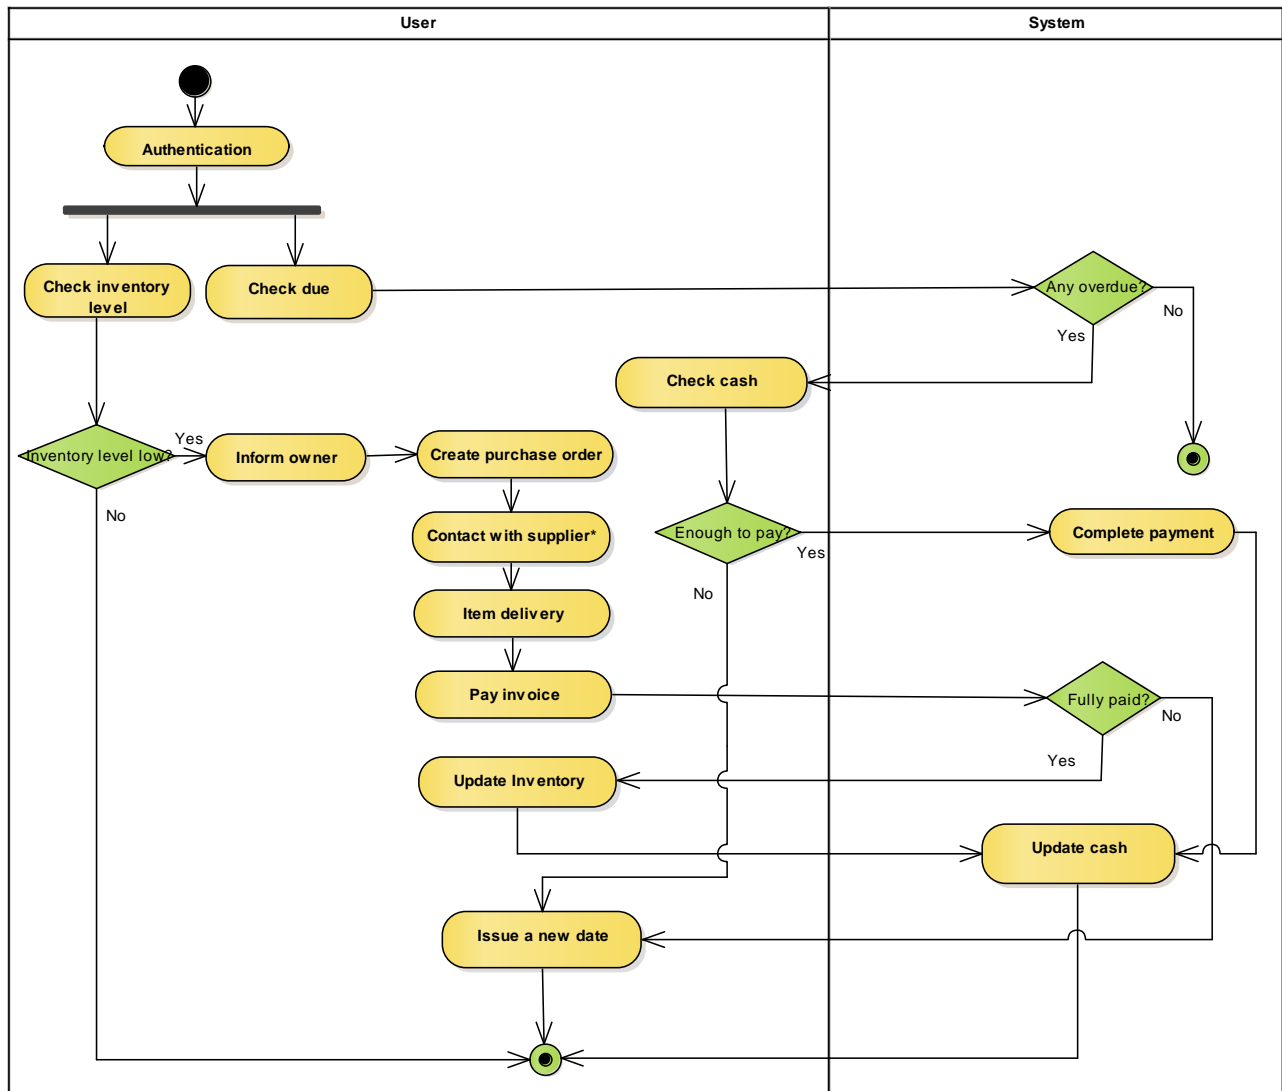 User
System
Authentication
Check inventory
level
Check due
Any overdue?
No
Yes
Check cash
Inventory level low?
Yes
Inform owner
Create purchase order
No
Contact with supplier*
Enough to pay?
Yes
Complete payment
No
Item delivery
Pay invoice
Fully paid?
No
Yes
Update Inventory
Update cash
Issue a new date